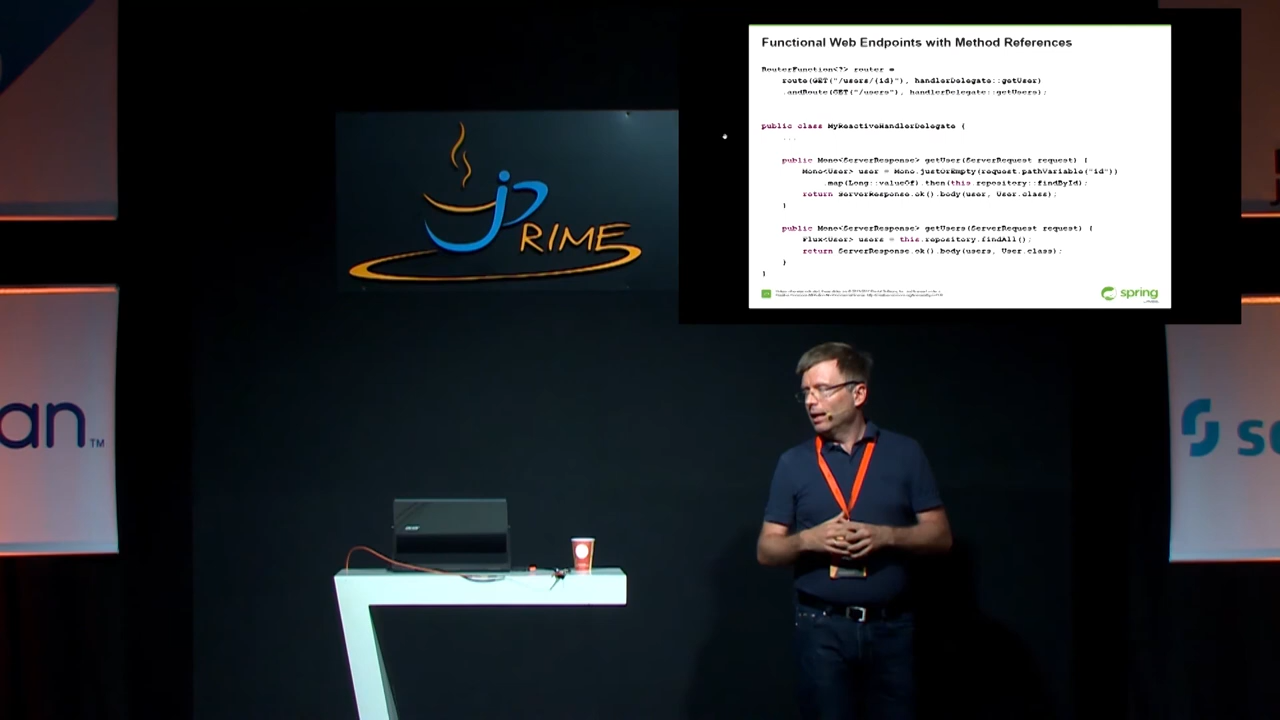 Functional Web Endpoints with Method References
RouterFunction<?> router =
route(GET("/users/{id}"), handlerDelegate::getUser)
.andRoute(GET("/users"), handlerDelegate::getUsers);
public class MyReactiveHandlerDelegate {
...
public Mono<ServerResponse> getUser(ServerRequest request) {
Mono<User> user = Mono.justOrEmpty(request.pathVariable("id"))
.map(Long::valueOf).then(this.repository::findById);
return ServerResponse.ok().body(user, User.class);
}
public Mono<ServerResponse> getUsers(ServerRequest request) {
Flux<User> users = this.repository.findAll();
return ServerResponse.ok().body(users, User.class);
}
}
spring
jPRIME
an™
acer